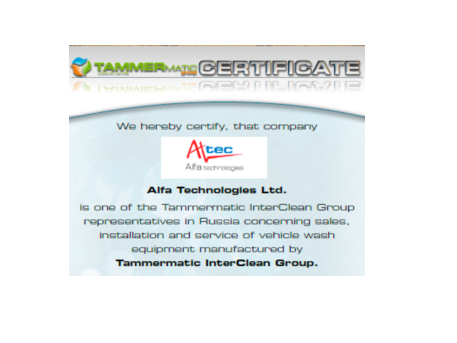 TAMMERMATIC CERTIFICATE
We hereby certify, that company
Altec
Alfa technologies
Alfa Technologies Ltd.
is one of the Tammermatic InterClean Group
representatives in Russia concerning sales,
installation and service of vehicle wash
equipment manufactured by
Tammermatic InterClean Group.